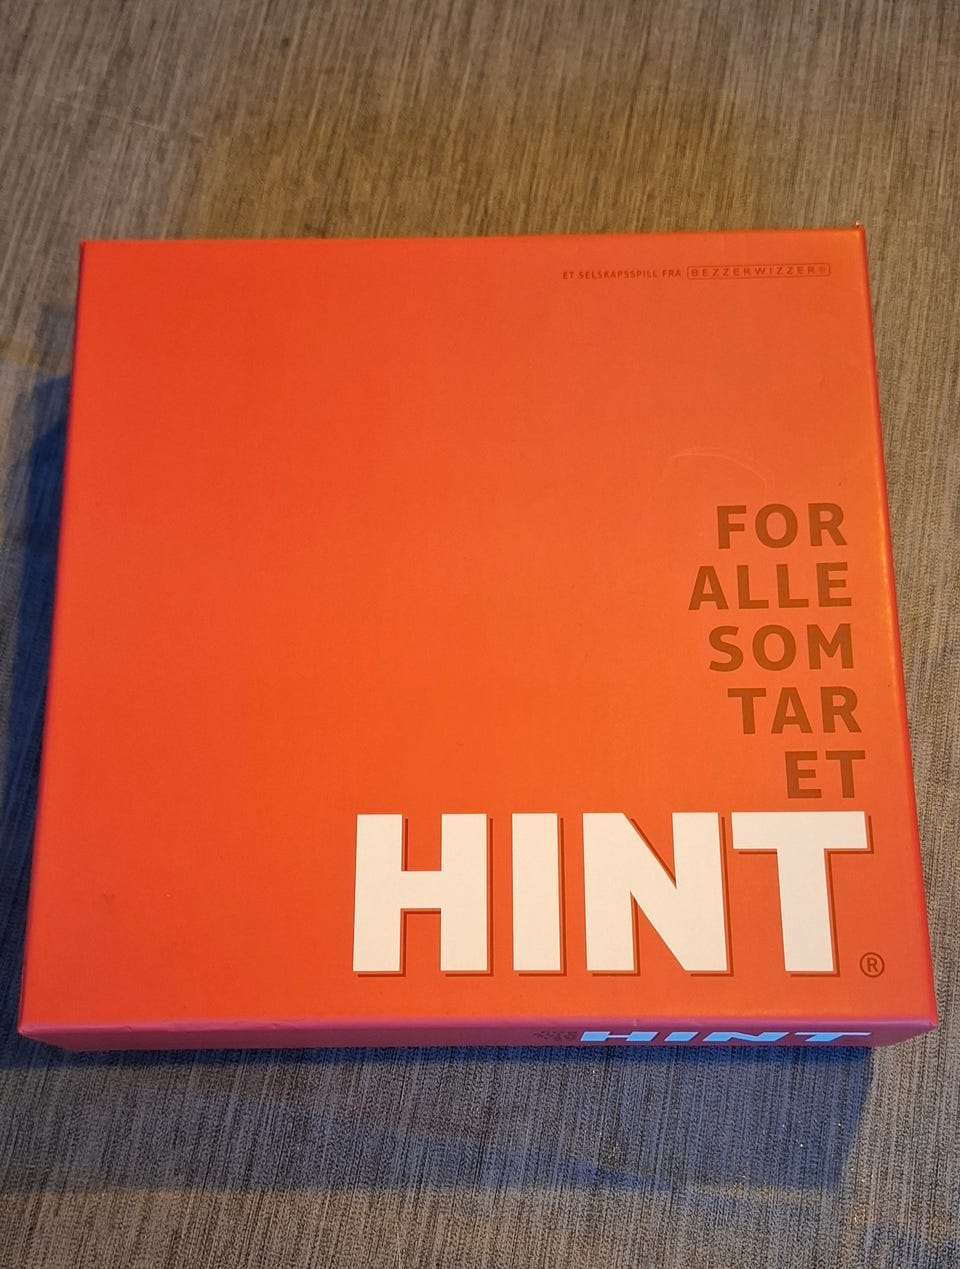 ET SELSKAPSSPILL FRA BEZZERWIZZER®
FOR
ALLE
SOM
TAR
ET
HINT®
HINT